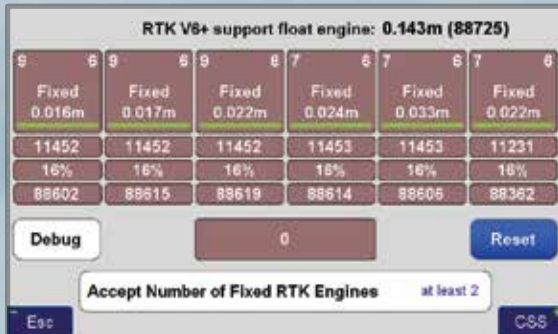 RTK V6+ support float engine: 0.143m (88725)
9 6 9 6 9 6 7 6 7 6 7 6
Fixed Fixed Fixed Fixed Fixed Fixed
0.016m 0.017m 0.022m 0.024m 0.033m 0.022m
11452 11452 11452 11453 11453 11231
16% 16% 16% 16% 16% 16%
88602 88615 88619 88614 88606 88362
Debug 0 Reset
Accept Number of Fixed RTK Engines at least 2
Esc CSS